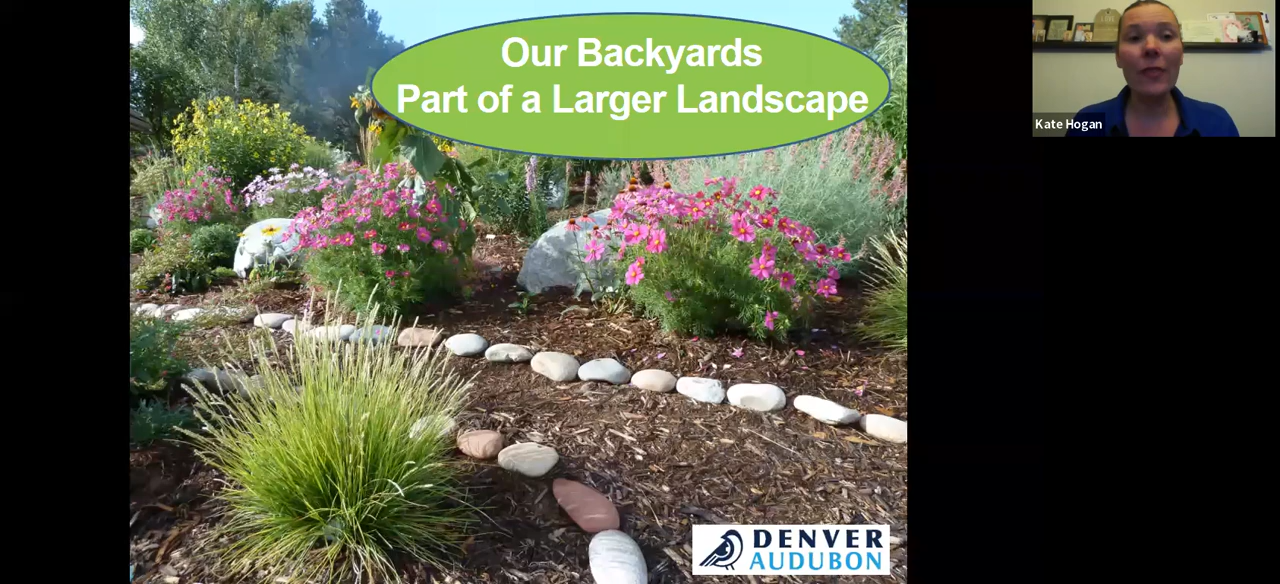 Our Backyards
Part of a Larger Landscape
Kate Hogan
DENVER
AUDUBON